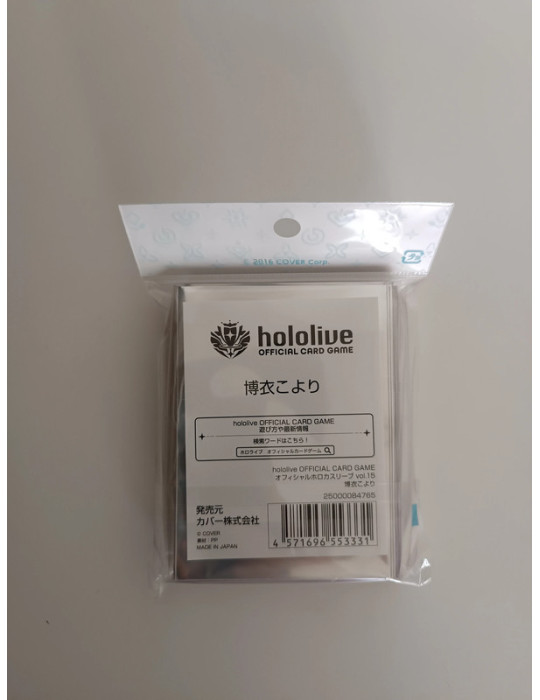 © 2016 COVER Corp.
hololive
OFFICIAL CARD GAME
博衣こより
hololive OFFICIAL CARD GAME
遊び方や最新情報
検索ワードはこちら！
ホロライブ オフィシャルカードゲーム
hololive OFFICIAL CARD GAME
オフィシャルホロカスリーブ vol.15
博衣こより
25000084765
発売元
カバー株式会社
© COVER
素材：PP
MADE IN JAPAN
4 571696 553331